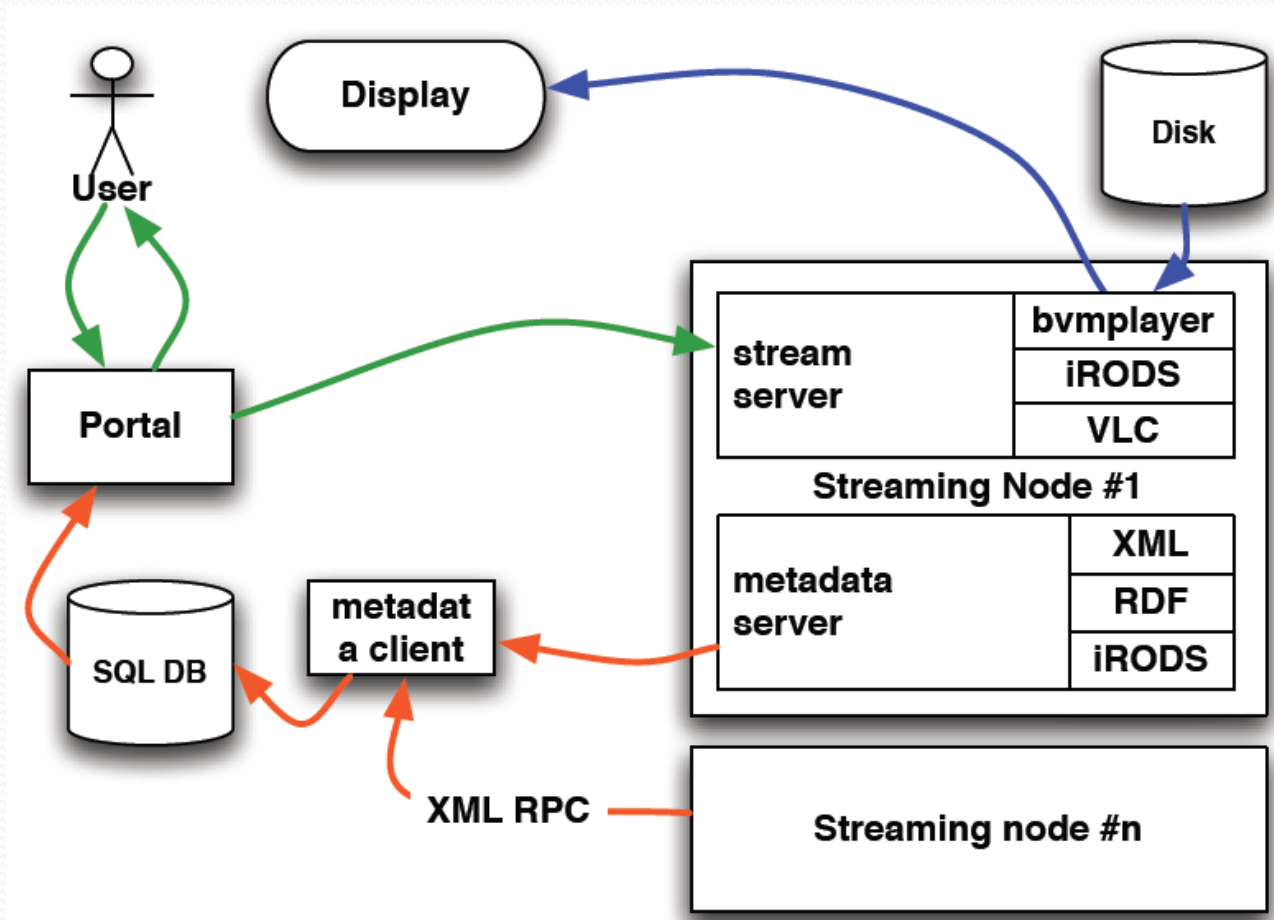 Display
Disk
User
bvmplayer
stream
server
iRODS
Portal
VLC
Streaming Node #1
XML
metadata
server
RDF
metadat
a client
iRODS
SQL DB
XML RPC
Streaming node #n